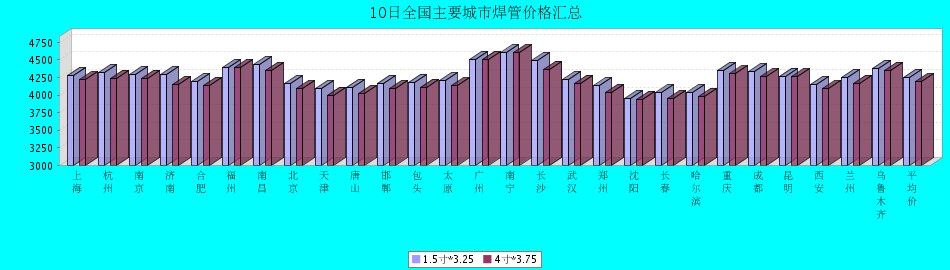 10日全国主要城市焊管价格汇总
4750
4500
4250
4000
3750
3500
3250
3000
上海
杭州
南京
济南
合肥
福州
南昌
北京
天津
唐山
邯郸
包头
太原
广州
南宁
长沙
武汉
郑州
沈阳
长春
哈尔滨
重庆
成都
昆明
西安
兰州
乌鲁木齐
平均价
1.5寸*3.25
4寸*3.75